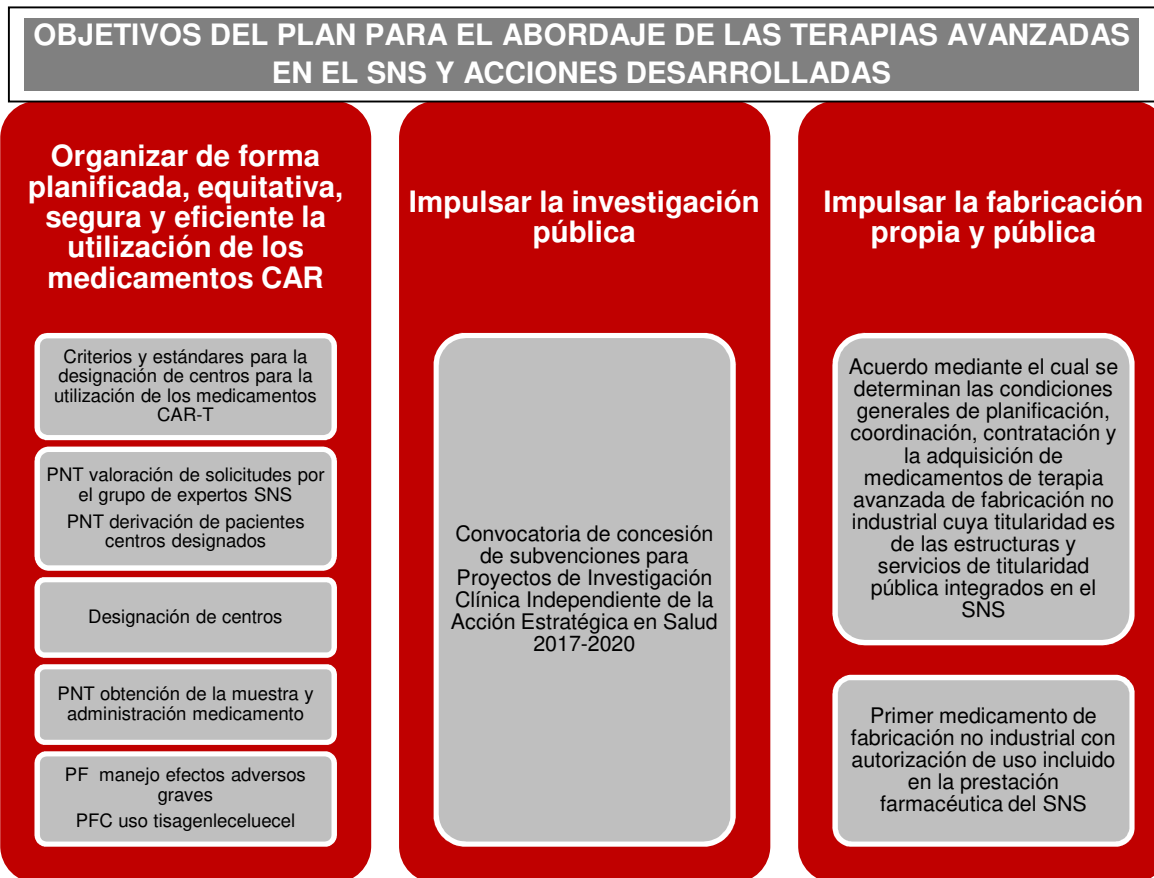 OBJETIVOS DEL PLAN PARA EL ABORDAJE DE LAS TERAPIAS AVANZADAS
EN EL SNS Y ACCIONES DESARROLLADAS
Organizar de forma
planificada, equitativa,
segura y eficiente la
utilización de los
medicamentos CAR
Criterios y estándares para la
designación de centros para la
utilización de los medicamentos
CAR-T
PNT valoración de solicitudes por
el grupo de expertos SNS
PNT derivación de pacientes
centros designados
Designación de centros
PNT obtención de la muestra y
administración medicamento
PF manejo efectos adversos
graves
PFC uso tisagenleceluecel
Impulsar la investigación
pública
Convocatoria de concesión
de subvenciones para
Proyectos de Investigación
Clínica Independiente de la
Acción Estratégica en Salud
2017-2020
Impulsar la fabricación
propia y pública
Acuerdo mediante el cual se
determinan las condiciones
generales de planificación,
coordinación, contratación y
la adquisición de
medicamentos de terapia
avanzada de fabricación no
industrial cuya titularidad es
de las estructuras y
servicios de titularidad
pública integrados en el
SNS
Primer medicamento de
fabricación no industrial con
autorización de uso incluido
en la prestación
farmacéutica del SNS